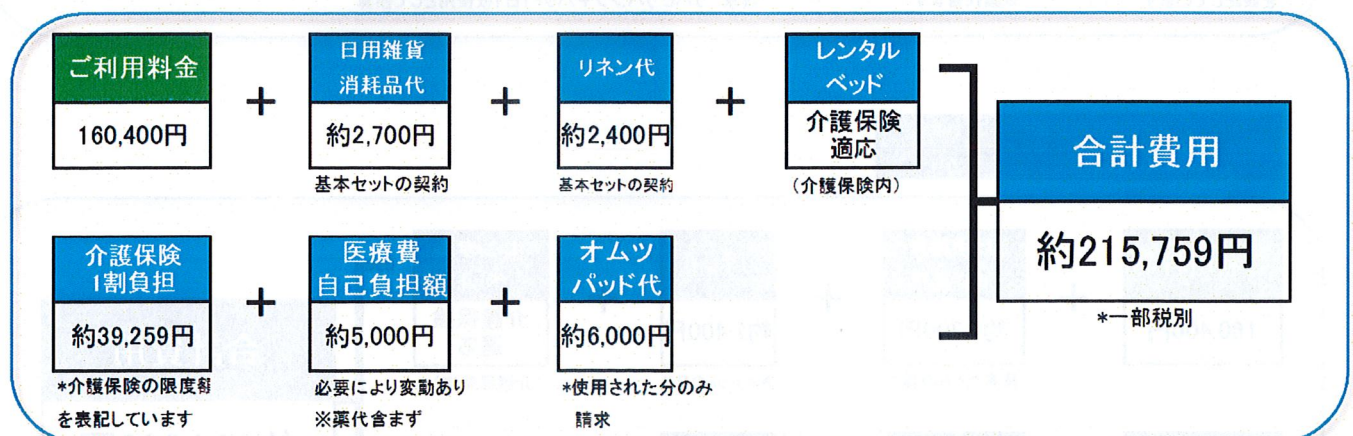 ご利用料金
160,400円
+
日用雑貨
消耗品代
約2,700円
基本セットの契約
+
リネン代
約2,400円
基本セットの契約
+
レンタル
ベッド
介護保険
適応
(介護保険内)
介護保険
1割負担
約39,259円
*介護保険の限度額
を表記しています
+
医療費
自己負担額
約5,000円
必要により変動あり
※薬代含まず
+
オムツ
パッド代
約6,000円
*使用された分のみ
請求
合計費用
約215,759円
*一部税別